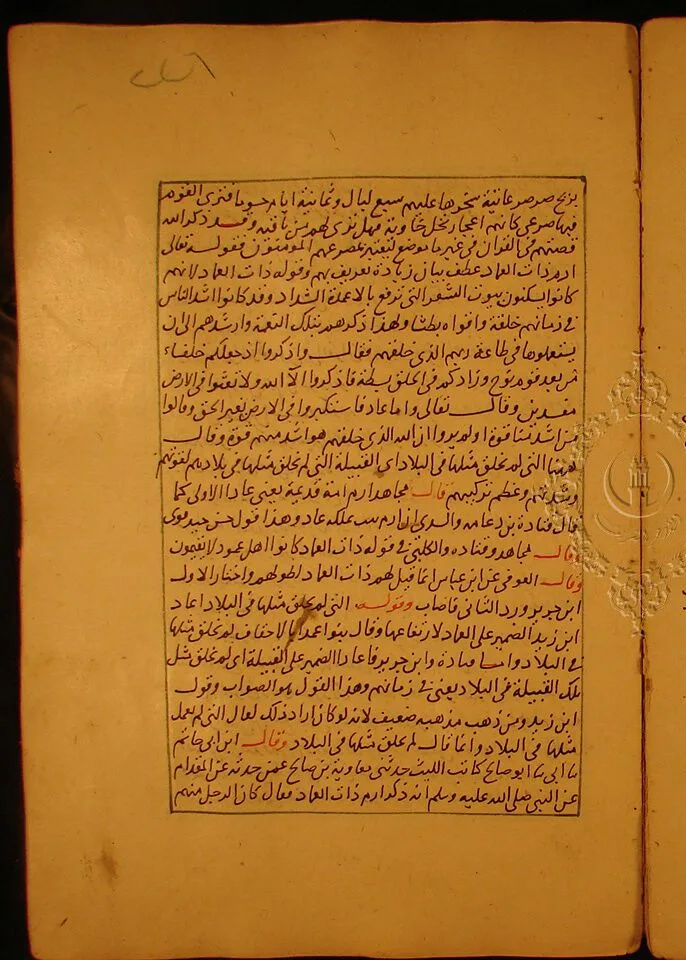 بريح صرصر عاتية سخرها عليهم سبع ليال وثمانية ايام حسوما فترى القوم
فيها صرعى كانهم اعجاز نخل خاوية فهل ترى لهم من باقية وقد ذكر الله
قصتهم في القران في غير ما موضع ليعتبر بمصرعهم المومنون فقوله تعالى
ارم ذات العماد عطف بيان زيادة تعريف بهم وقوله ذات العماد لانهم
كانوا يسكنون بيوت الشعر التي ترفع بالاعمدة الشداد وقد كانوا اشد الناس
في زمانهم خلقة واقواه بطشا ولهذا ذكرهم بتلك النعمة وارشدهم الى ان
يستعملوها في طاعة ربهم الذي خلقهم فقال واذكروا اذ جعلكم خلفاء
من بعد قوم نوح وزادكم في الخلق بسطة فاذكروا الآ الله ولا تعثوا في الارض
مفسدين وقال تعالى واما عاد فاستكبروا في الارض بغير الحق وقالوا
من اشد منا قوة اولم يروا ان الله الذي خلقهم هو اشد منهم قوة وقال
ههنا التي لم يخلق مثلها في البلاد اي القبيلة التي لم يخلق مثلها في بلادهم لقوتهم
وشدتهم وعظم تركيبهم قال مجاهد ارم امة قديمة يعني عادا الاولى كما
قال قتادة بن دعامه والسدي ان ارم بيت مملكه عاد وهذا قول حسن جيد قوي
وقال مجاهد وقتاده والكلبي في قوله ذات العماد كانوا اهل عمود لا يقيمون
وقال العوفي عن ابن عباس انما قيل لهم ذات العماد لطولهم واختار الاول
ابن جرير ورد الثاني فاصاب وقوله التي لم يخلق مثلها في البلاد اعاد
ابن زيد الضمير على العماد لارتفاعها وقال بنوا عمدا بالاحقاف لم يخلق مثلها
في البلاد واما قتادة وابن جرير فاعادا الضمير على القبيلة اي لم يخلق مثل
تلك القبيلة في البلاد يعني في زمانهم وهذا القول هو الصواب وقول
ابن زيد ومن ذهب مذهبه ضعيف لانه لو كان اراد ذلك لقال التي لم يعمل
مثلها في البلاد وانما قال لم يخلق مثلها في البلاد وقال ابن ابي حاتم
سا ابي سا ابو صالح كاتب الليث حدثني معاوية بن صالح عمن حدثه عن المقدام
عن النبي صلى الله عليه وسلم انه ذكر ارم ذات العماد فقال كان الرجل منهم